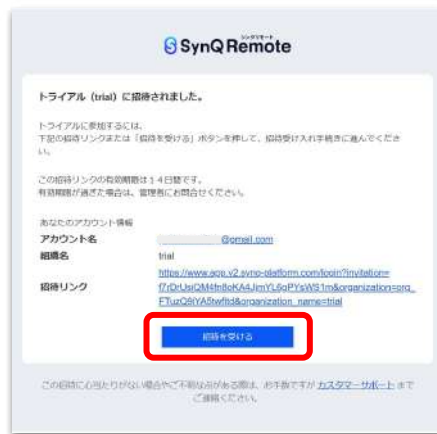 シンクリモート
SynQ Remote
トライアル (trial) に招待されました。
トライアルに参加するには、
下記の招待リンクまたは「招待を受ける」ボタンを押して、招待受け入れ手続きに進んでくださ
い。
この招待リンクの有効期限は14日間です。
有効期限が過ぎた場合は、管理者にお問合せください。
あなたのアカウント情報
アカウント名 @gmail.com
組織名 trial
招待リンク
招待を受ける
この招待に心当たりがない場合やご不明な点がある際は、お手数ですが カスタマーサポート まで
ご連絡ください。